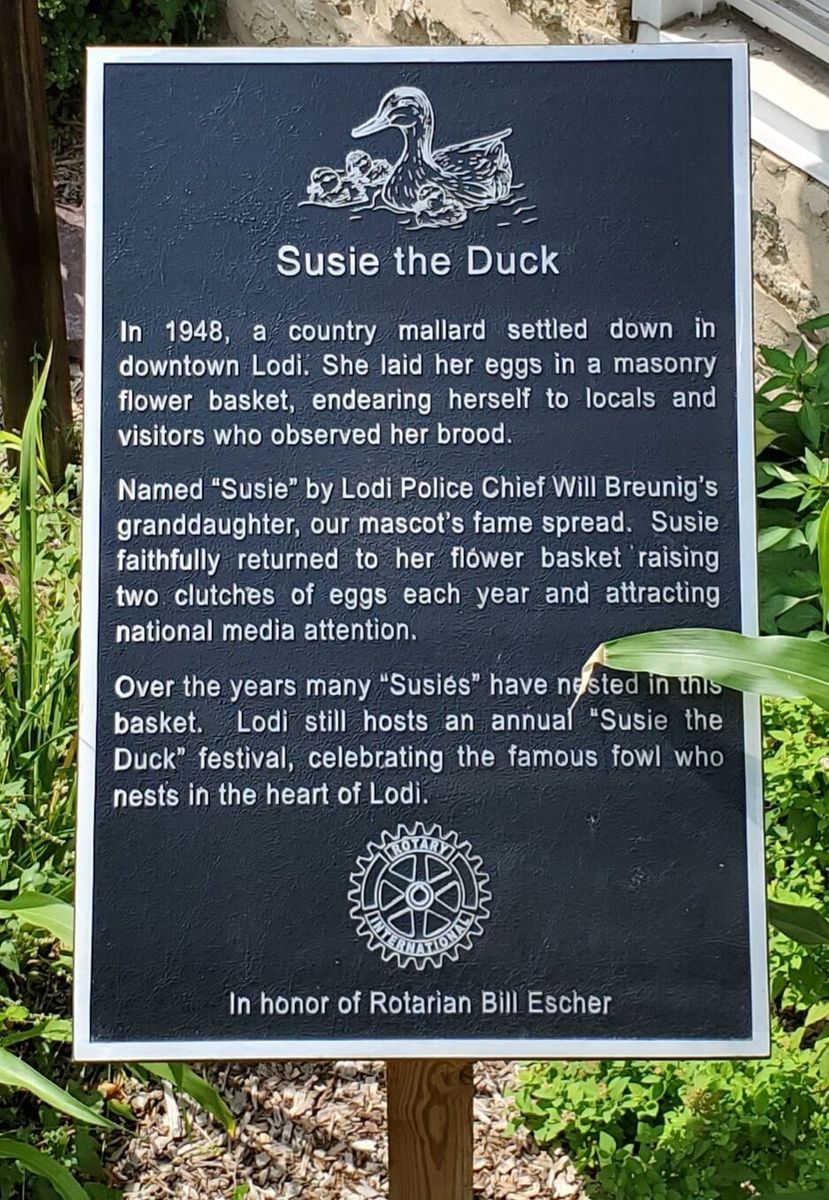 Susie the Duck
In 1948, a country mallard settled down in
downtown Lodi. She laid her eggs in a masonry
flower basket, endearing herself to locals and
visitors who observed her brood.
Named “Susie” by Lodi Police Chief Will Breunig’s
granddaughter, our mascot’s fame spread. Susie
faithfully returned to her flower basket raising
two clutches of eggs each year and attracting
national media attention.
Over the years many “Susies” have nested in this
basket. Lodi still hosts an annual “Susie the
Duck” festival, celebrating the famous fowl who
nests in the heart of Lodi.
ROTARY
INTERNATIONAL
In honor of Rotarian Bill Escher